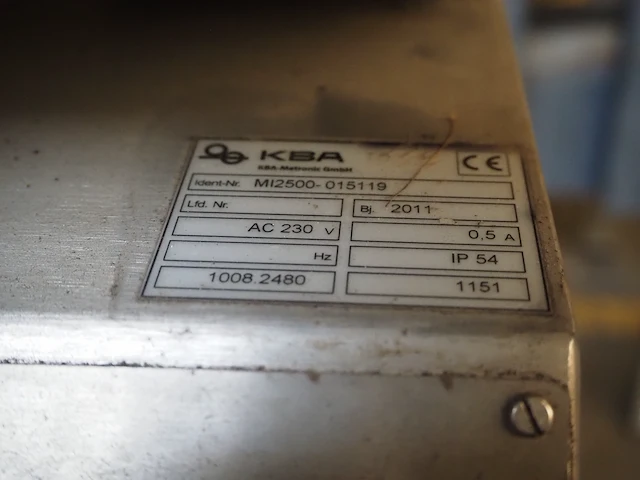 KBA
KBA-Metronic GmbH
CE
Ident-Nr. MI2500-015119
Lfd. Nr.
Bj. 2011
AC 230 V
0,5 A
Hz
IP 54
1008.2480
1151